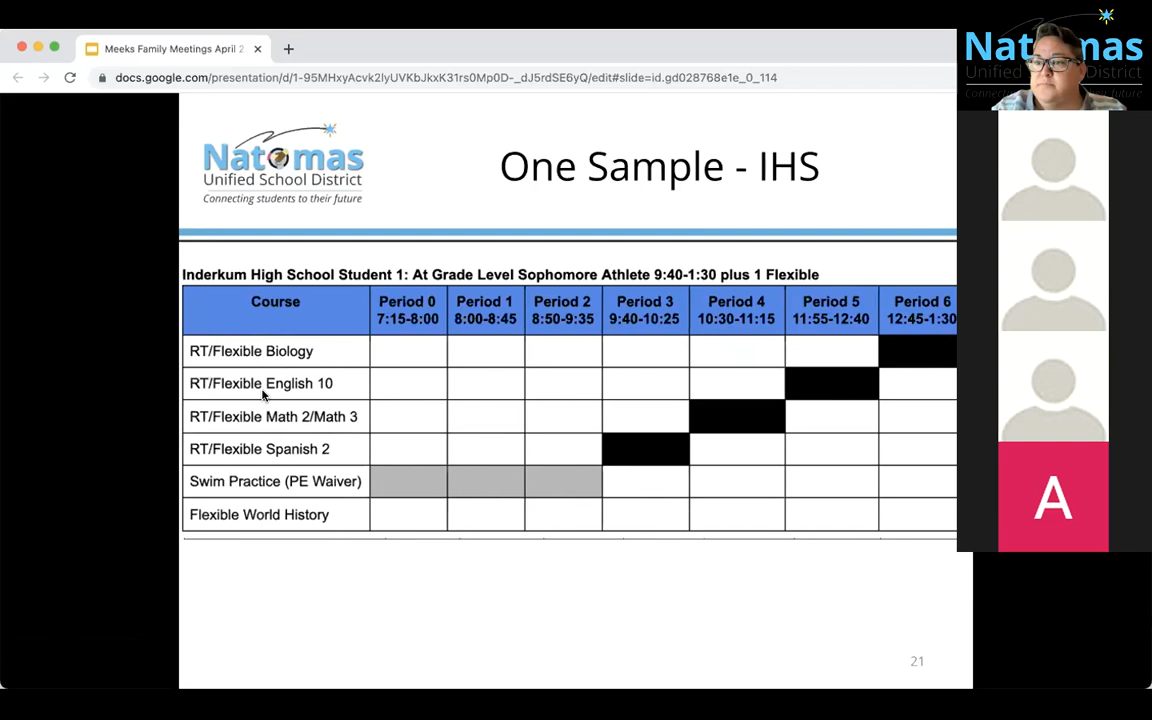 Meeks Family Meetings April 2
docs.google.com/presentation/d/1-95MHxyAcvk2lyUVKbJkxK31rs0Mp0D-_dJ5rdSE6yQ/edit#slide=id.gd028768e1e_0_114
Natomas
Unified School District
Connecting students to their future
One Sample - IHS
Inderkum High School Student 1: At Grade Level Sophomore Athlete 9:40-1:30 plus 1 Flexible
Course Period 0 Period 1 Period 2 Period 3 Period 4 Period 5 Period 6
7:15-8:00 8:00-8:45 8:50-9:35 9:40-10:25 10:30-11:15 11:55-12:40 12:45-1:30
RT/Flexible Biology
RT/Flexible English 10
RT/Flexible Math 2/Math 3
RT/Flexible Spanish 2
Swim Practice (PE Waiver)
Flexible World History
21
Nat mas
Unified District
A